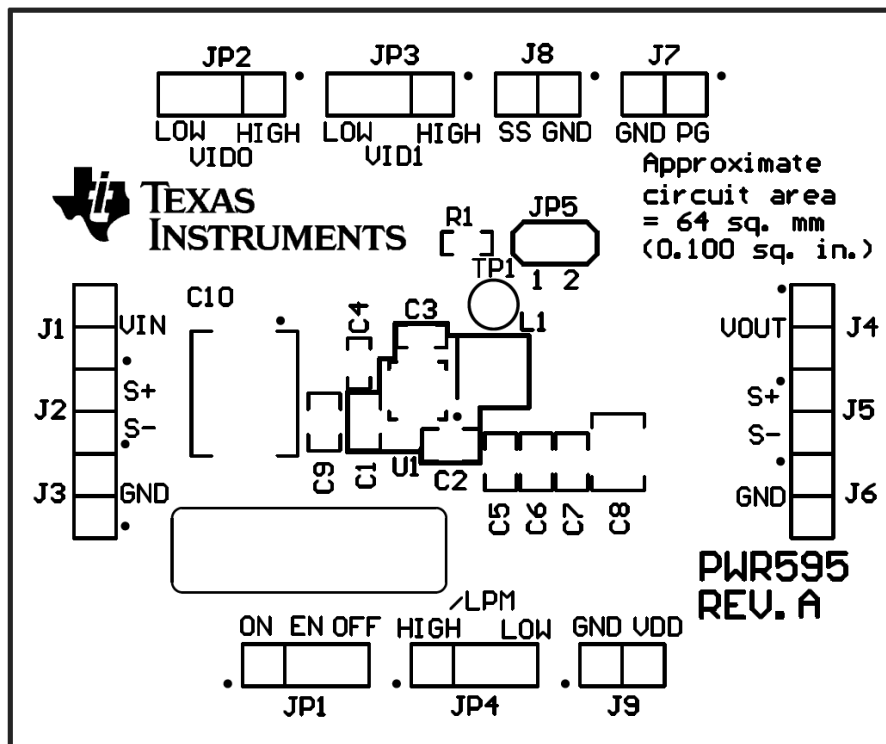 JP2 JP3 J8 J7
LOW HIGH LOW HIGH SS GND GND PG
VID0 VID1
Approximate
circuit area
= 64 sq. mm
(0.100 sq. in.)
TEXAS
INSTRUMENTS
R1 JP5
TP1 1 2
C10 C4 C3 L1
J1 VIN VOUT J4
S+ S+
J2 J5
S- S-
C9 C1 U1 C2
J3 GND GND J6
C5 C6 C7 C8
PWR595
REV. A
/LPM
ON EN OFF HIGH LOW GND VDD
JP1 JP4 J9